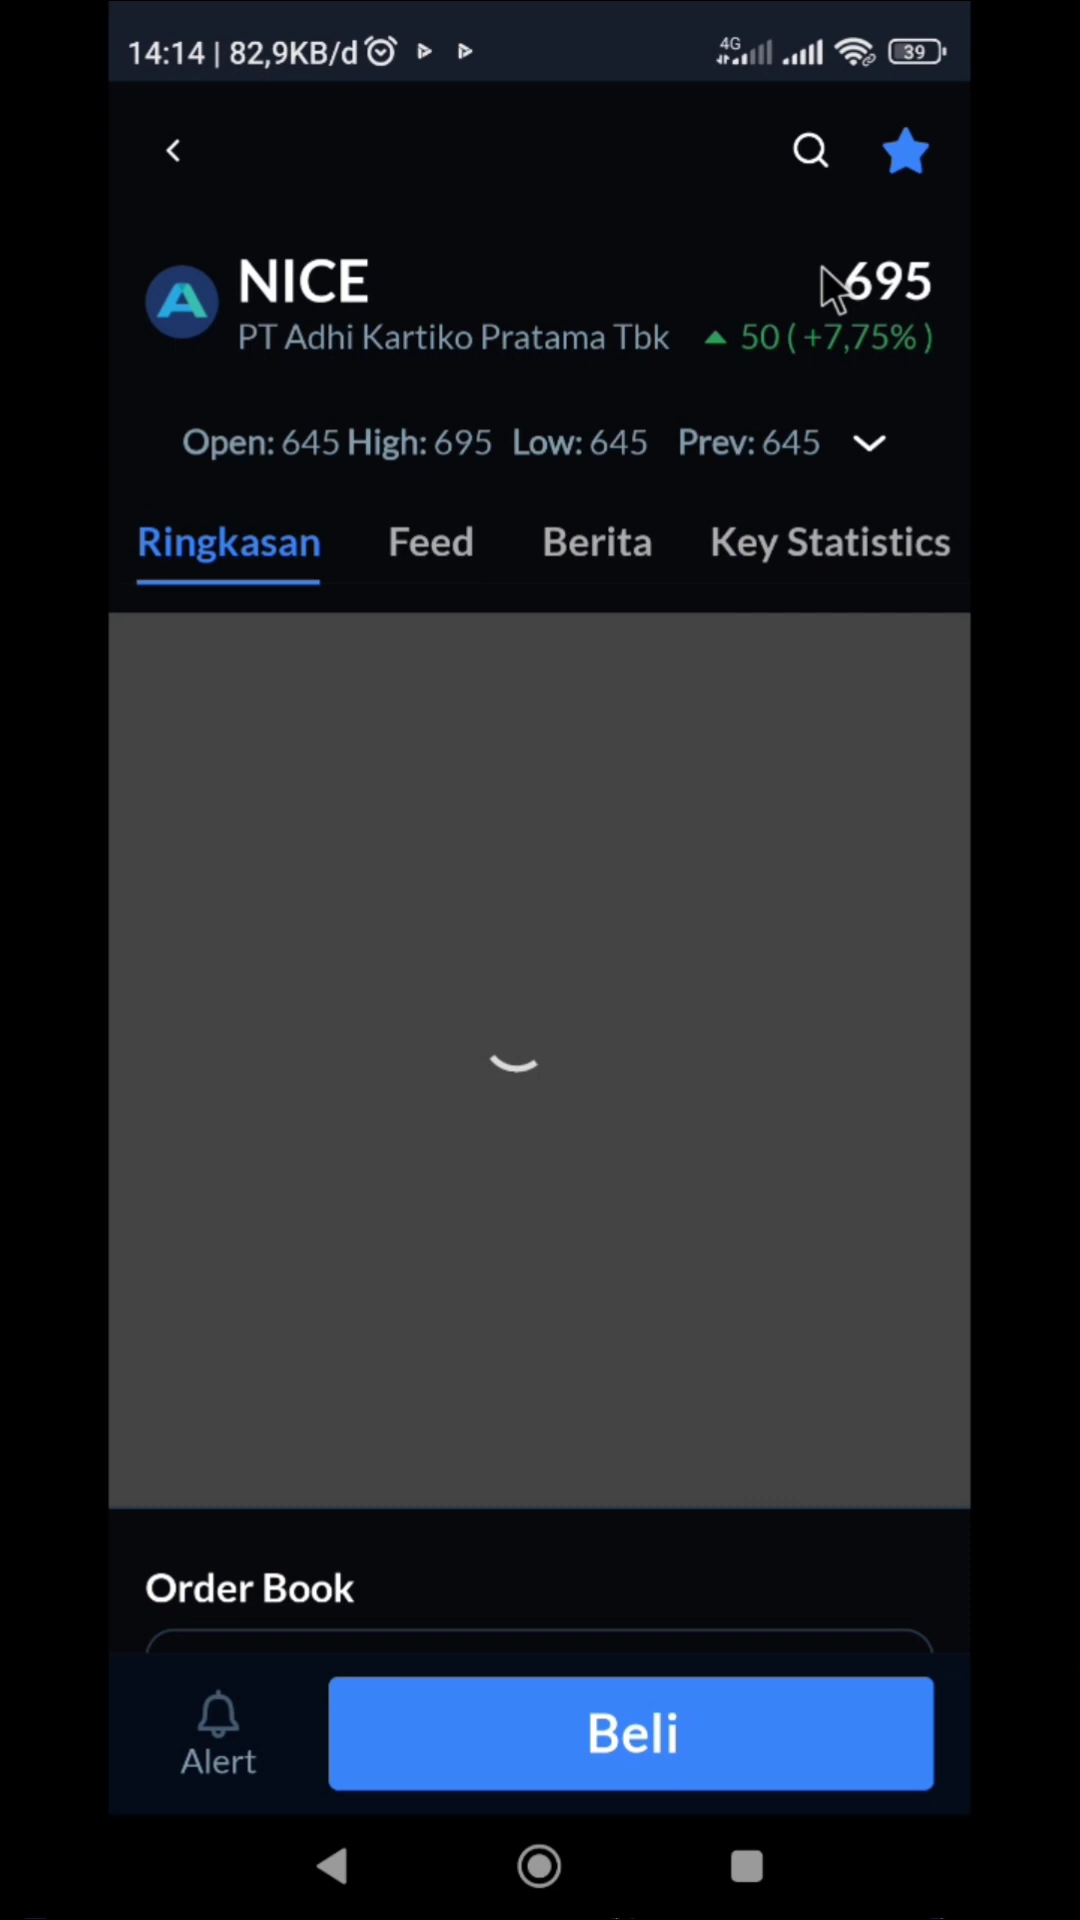 14:14 | 82,9KB/d
4G
39
NICE
695
PT Adhi Kartiko Pratama Tbk
50 ( +7,75% )
Open: 645 High: 695 Low: 645 Prev: 645
Ringkasan Feed Berita Key Statistics
Order Book
Alert
Beli